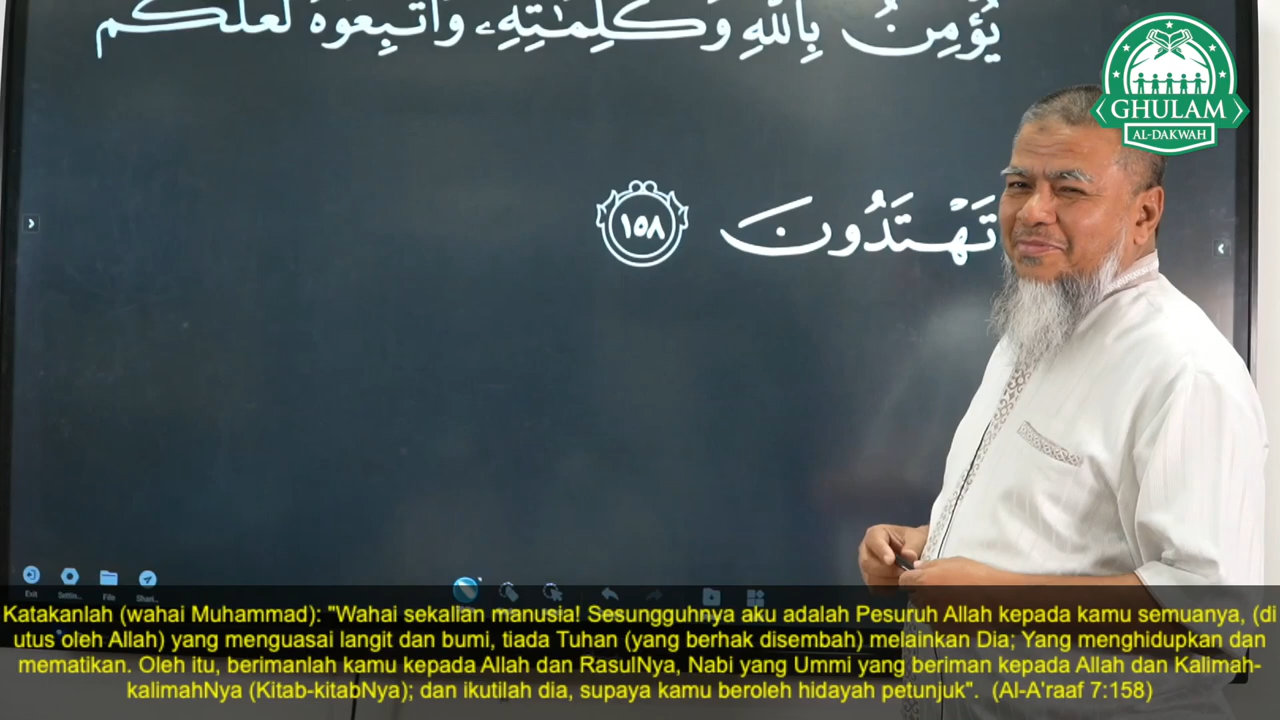 يُؤۡمِنُ بِٱللَّهِ وَكَلِمَٰتِهِۦ وَٱتَّبِعُوهُ لَعَلَّكُمۡ
GHULAM
AL-DAKWAH
تَهۡتَدُونَ ١٥٨
Exit
File
Katakanlah (wahai Muhammad): "Wahai sekalian manusia! Sesungguhnya aku adalah Pesuruh Allah kepada kamu semuanya, (di
utus oleh Allah) yang menguasai langit dan bumi, tiada Tuhan (yang berhak disembah) melainkan Dia; Yang menghidupkan dan
mematikan. Oleh itu, berimanlah kamu kepada Allah dan RasulNya, Nabi yang Ummi yang beriman kepada Allah dan Kalimah-
kalimahNya (Kitab-kitabNya); dan ikutilah dia, supaya kamu beroleh hidayah petunjuk". (Al-A'raaf 7:158)